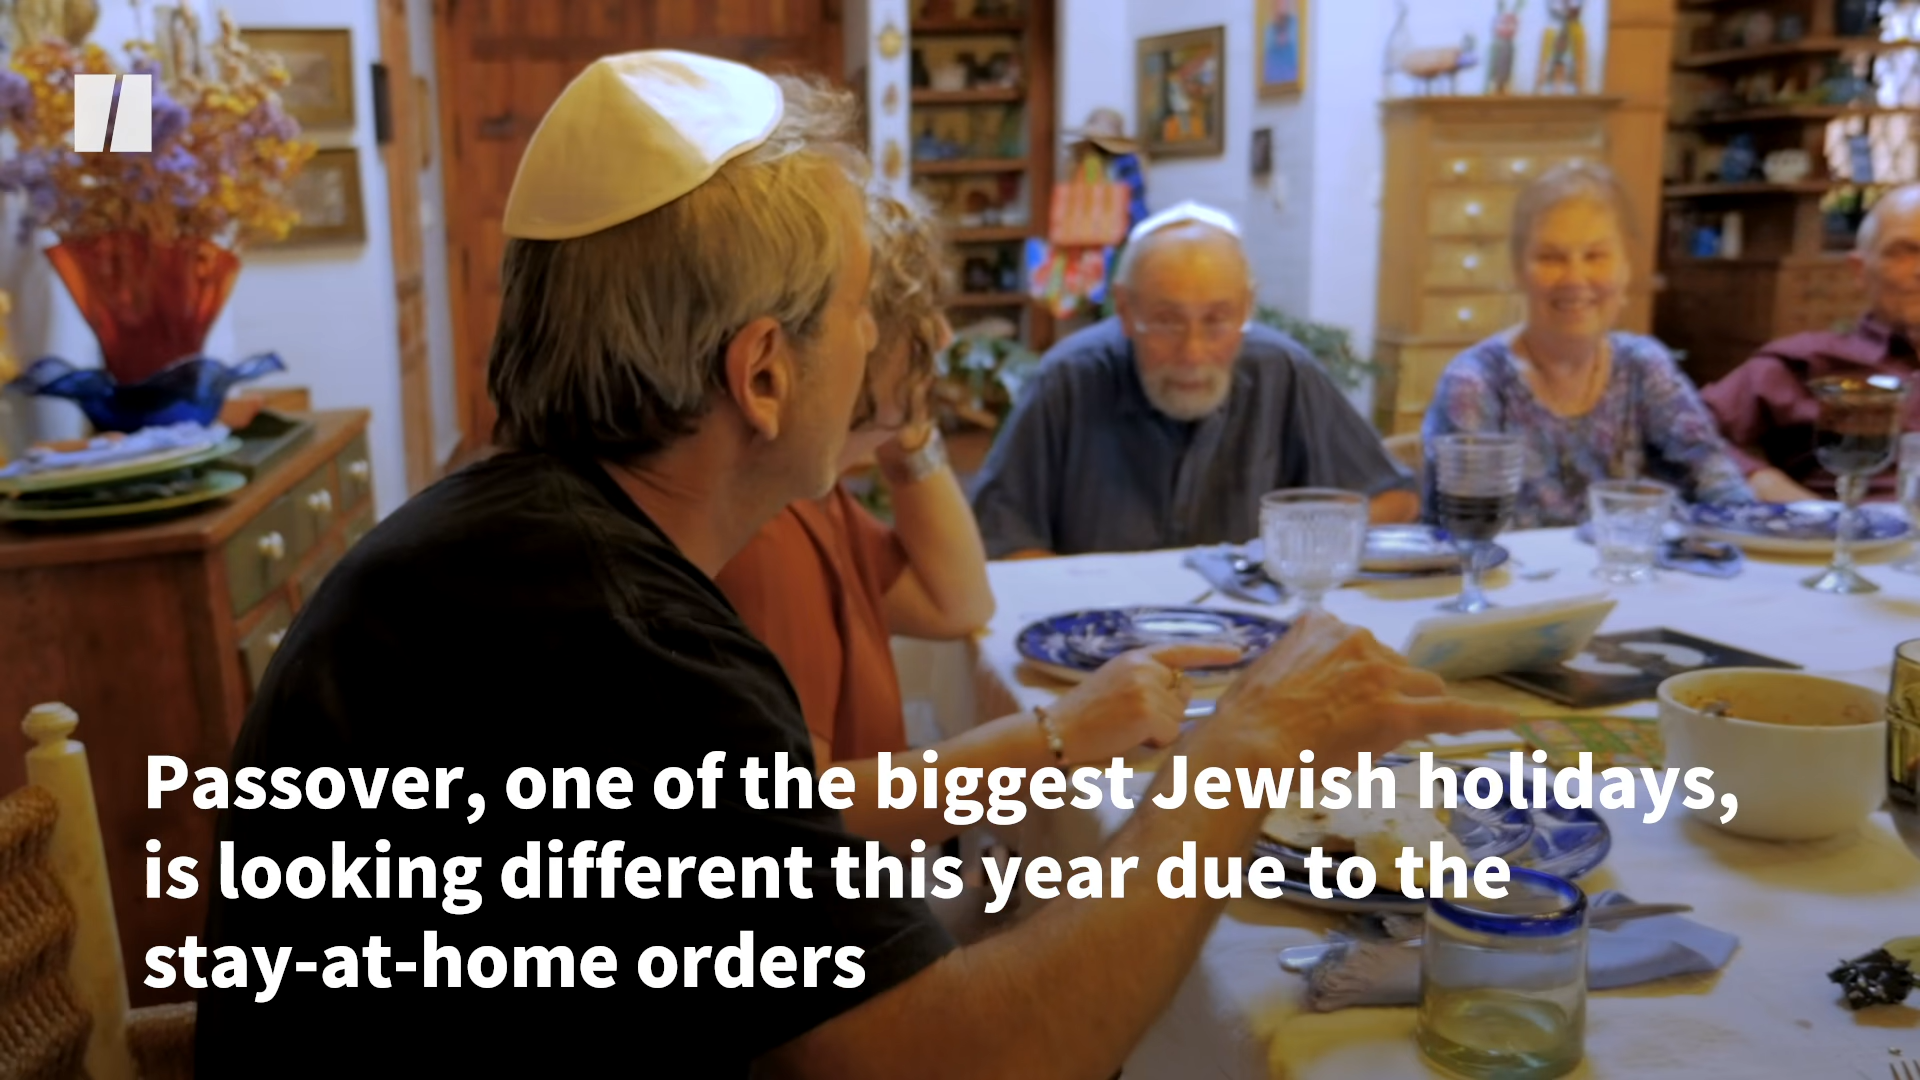 Passover, one of the biggest Jewish holidays,
is looking different this year due to the
stay-at-home orders